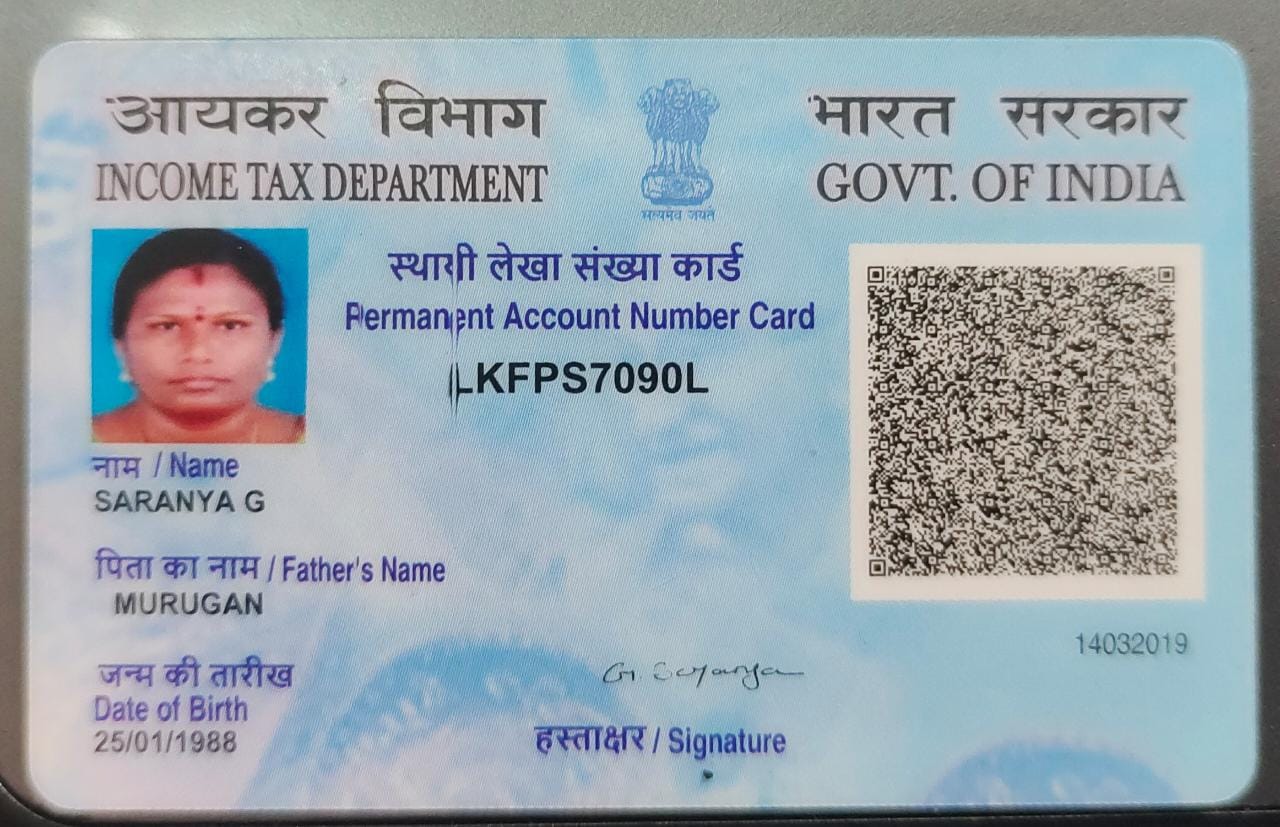 आयकर विभाग
INCOME TAX DEPARTMENT
सत्यमेव जयते
भारत सरकार
GOVT. OF INDIA
स्थायी लेखा संख्या कार्ड
Permanent Account Number Card
LKFPS7090L
नाम / Name
SARANYA G
पिता का नाम / Father's Name
MURUGAN
14032019
जन्म की तारीख
Date of Birth
25/01/1988
G. Saranya
हस्ताक्षर / Signature